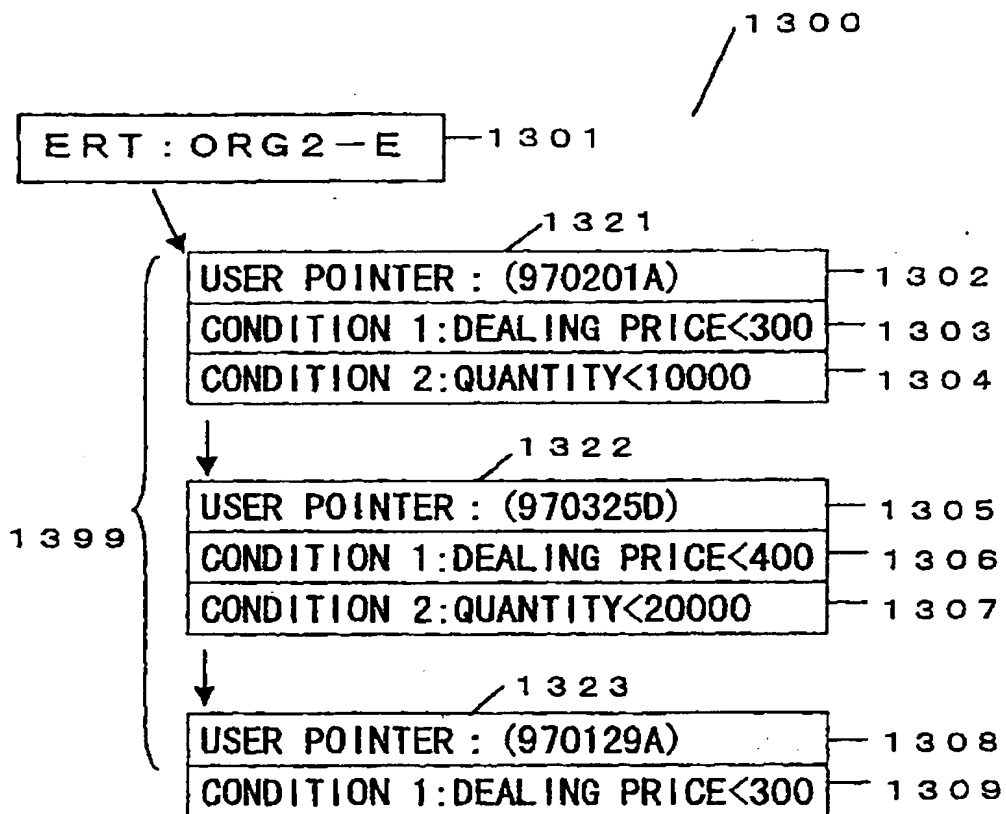 1300
ERT:ORG2-E
1301
1321
USER POINTER : (970201A)
1302
CONDITION 1:DEALING PRICE<300
1303
CONDITION 2:QUANTITY<10000
1304
1322
USER POINTER : (970325D)
1305
1399
CONDITION 1:DEALING PRICE<400
1306
CONDITION 2:QUANTITY<20000
1307
1323
USER POINTER : (970129A)
1308
CONDITION 1:DEALING PRICE<300
1309